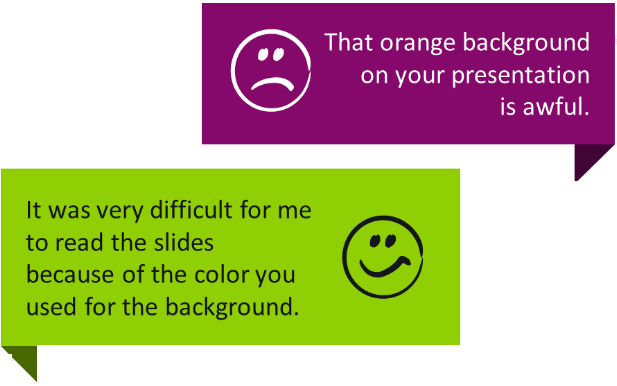 That orange background
on your presentation
is awful.
It was very difficult for me
to read the slides
because of the color you
used for the background.